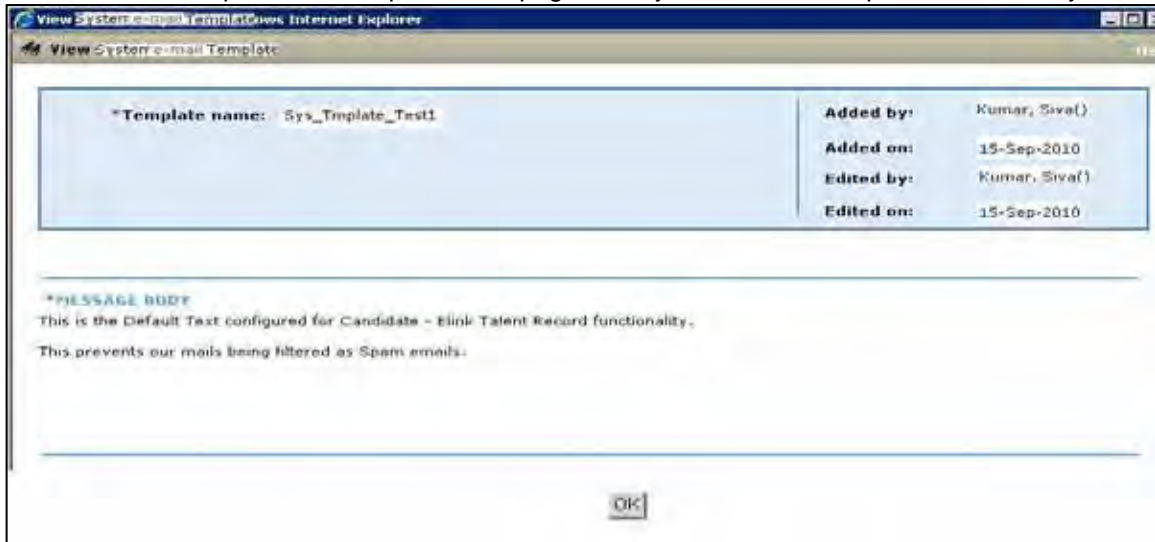 View System e-mail Templatows Internet Explorer
View System e-mail Template
*Template name: Sys_Tmplate_Test1
Added by: Kumar, Siva()
Added on: 15-Sep-2010
Edited by: Kumar, Siva()
Edited on: 15-Sep-2010
*MESSAGE BODY
This is the Default Text configured for Candidate - Elink Talent Record functionality.
This prevents our mails being filtered as Spam emails.
OK